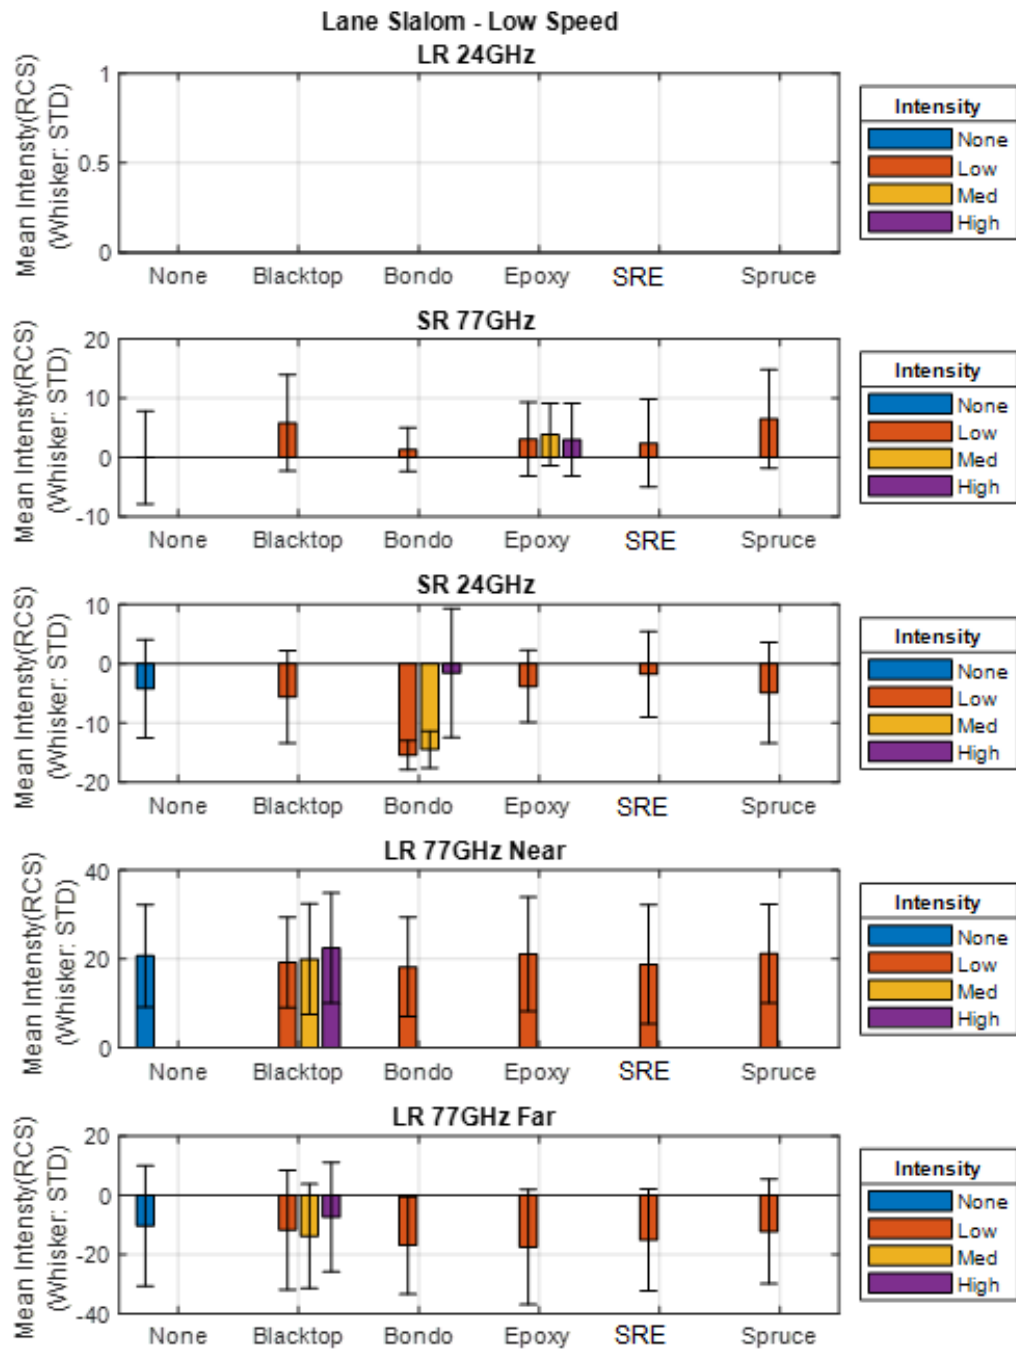 Lane Slalom - Low Speed
LR 24GHz
Mean Intensty(RCS)
(Whisker: STD)
1
0.5
0
None Blacktop Bondo Epoxy SRE Spruce
Intensity
None
Low
Med
High
SR 77GHz
Mean Intensty(RCS)
(Whisker: STD)
20
10
0
-10
None Blacktop Bondo Epoxy SRE Spruce
Intensity
None
Low
Med
High
SR 24GHz
Mean Intensty(RCS)
(Whisker: STD)
10
0
-10
-20
None Blacktop Bondo Epoxy SRE Spruce
Intensity
None
Low
Med
High
LR 77GHz Near
Mean Intensty(RCS)
(Whisker: STD)
40
20
0
None Blacktop Bondo Epoxy SRE Spruce
Intensity
None
Low
Med
High
LR 77GHz Far
Mean Intensty(RCS)
(Whisker: STD)
20
0
-20
-40
None Blacktop Bondo Epoxy SRE Spruce
Intensity
None
Low
Med
High